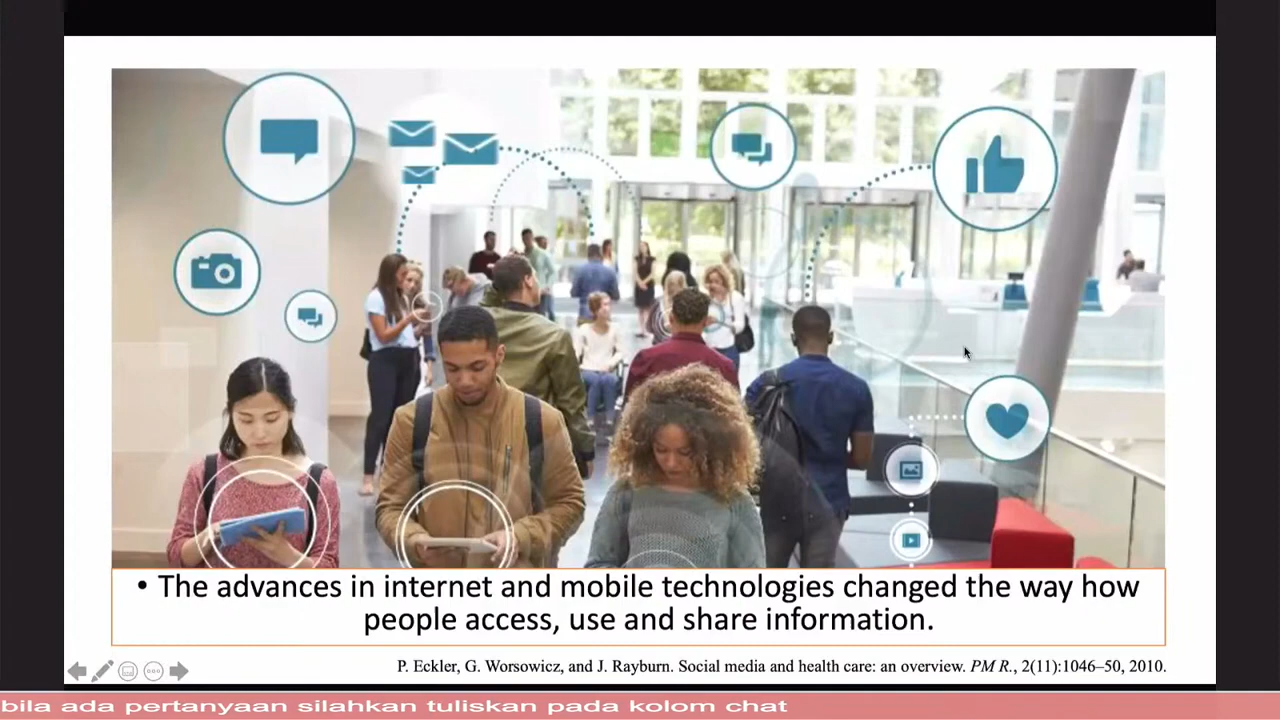 • The advances in internet and mobile technologies changed the way how
people access, use and share information.
P. Eckler, G. Worsowicz, and J. Rayburn. Social media and health care: an overview. PM R., 2(11):1046–50, 2010.
bila ada pertanyaan silahkan tuliskan pada kolom chat